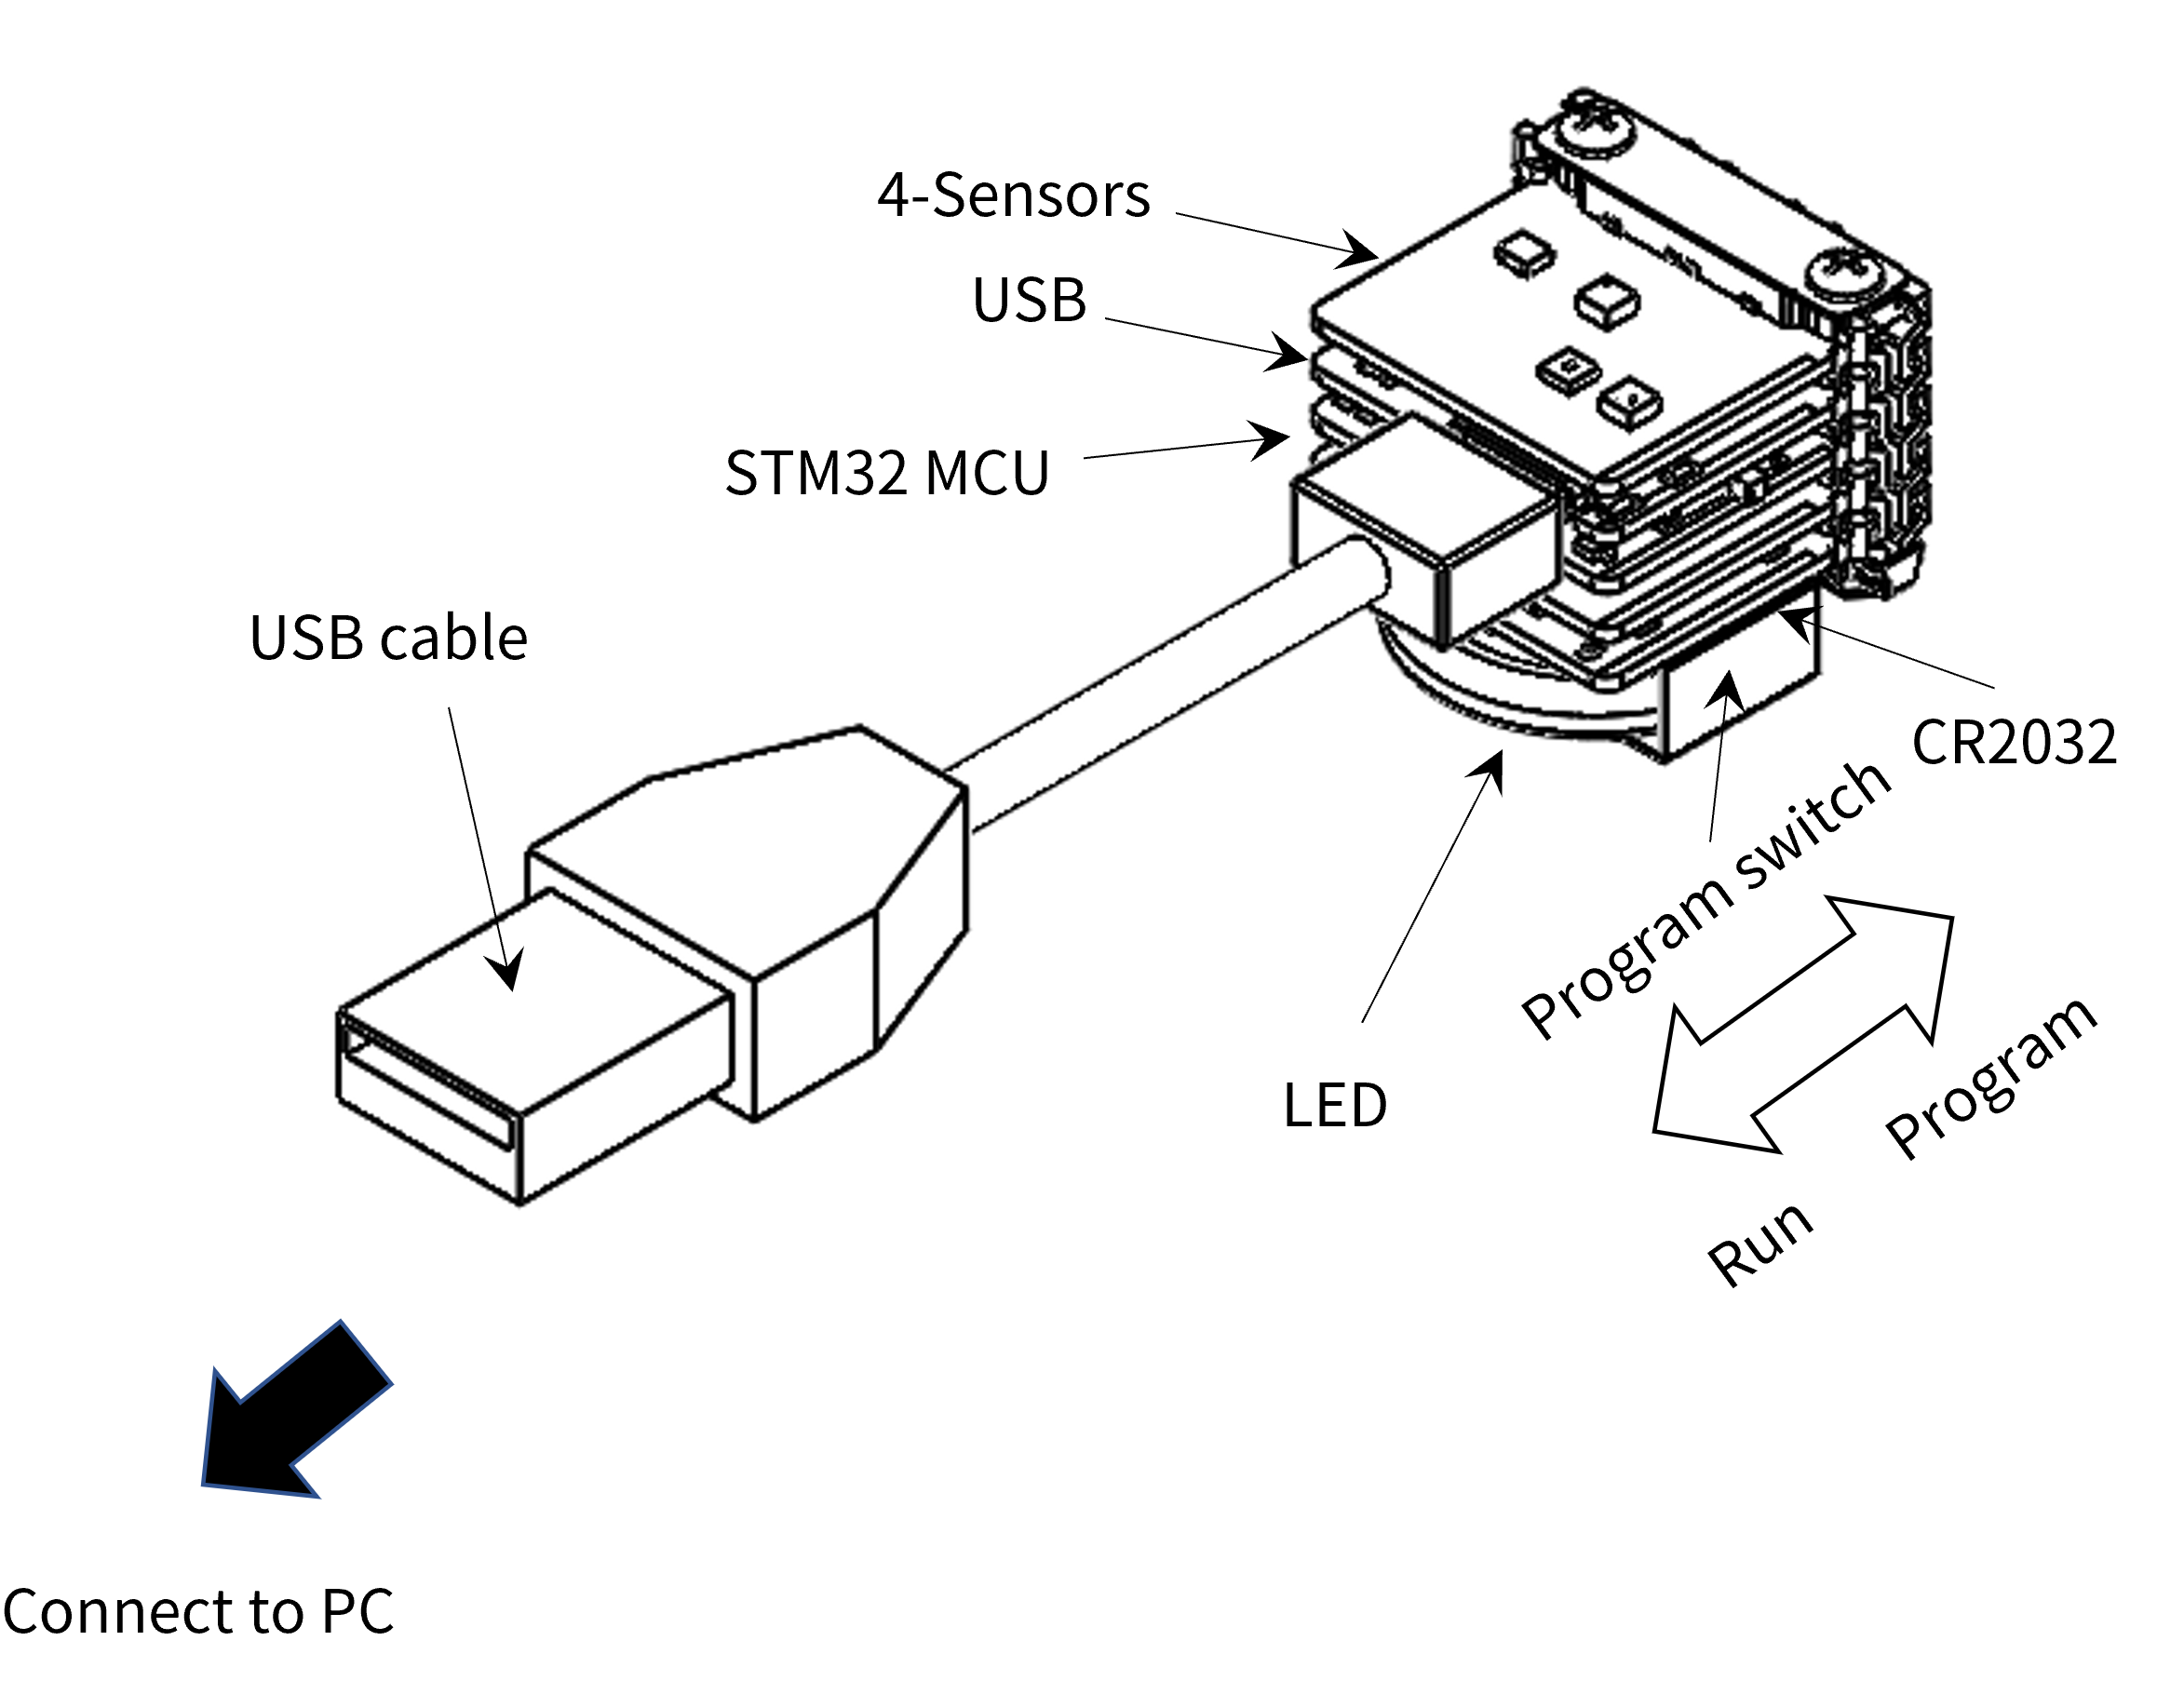 4-Sensors
USB
STM32 MCU
USB cable
CR2032
Program switch
LED
Program
Run
Connect to PC